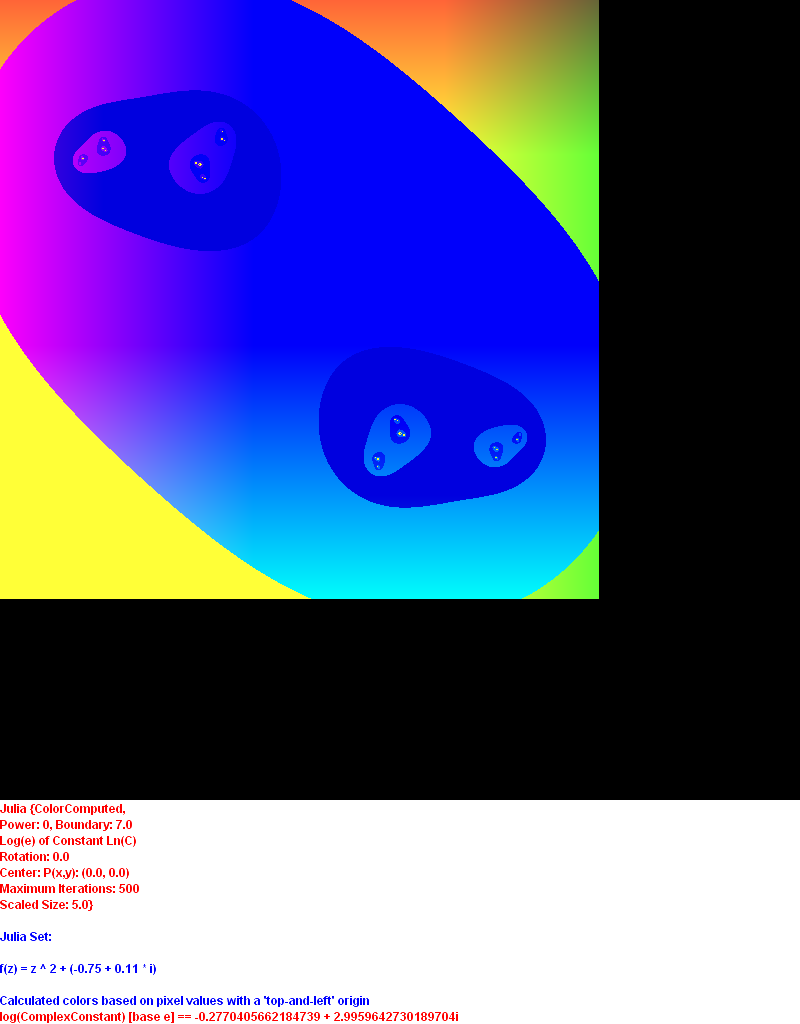 Julia {ColorComputed,
Power: 0, Boundary: 7.0
Log(e) of Constant Ln(C)
Rotation: 0.0
Center: P(x,y): (0.0, 0.0)
Maximum Iterations: 500
Scaled Size: 5.0}
Julia Set:
f(z) = z ^ 2 + (-0.75 + 0.11 * i)
Calculated colors based on pixel values with a 'top-and-left' origin
log(ComplexConstant) [base e] == -0.2770405662184739 + 2.9959642730189704i